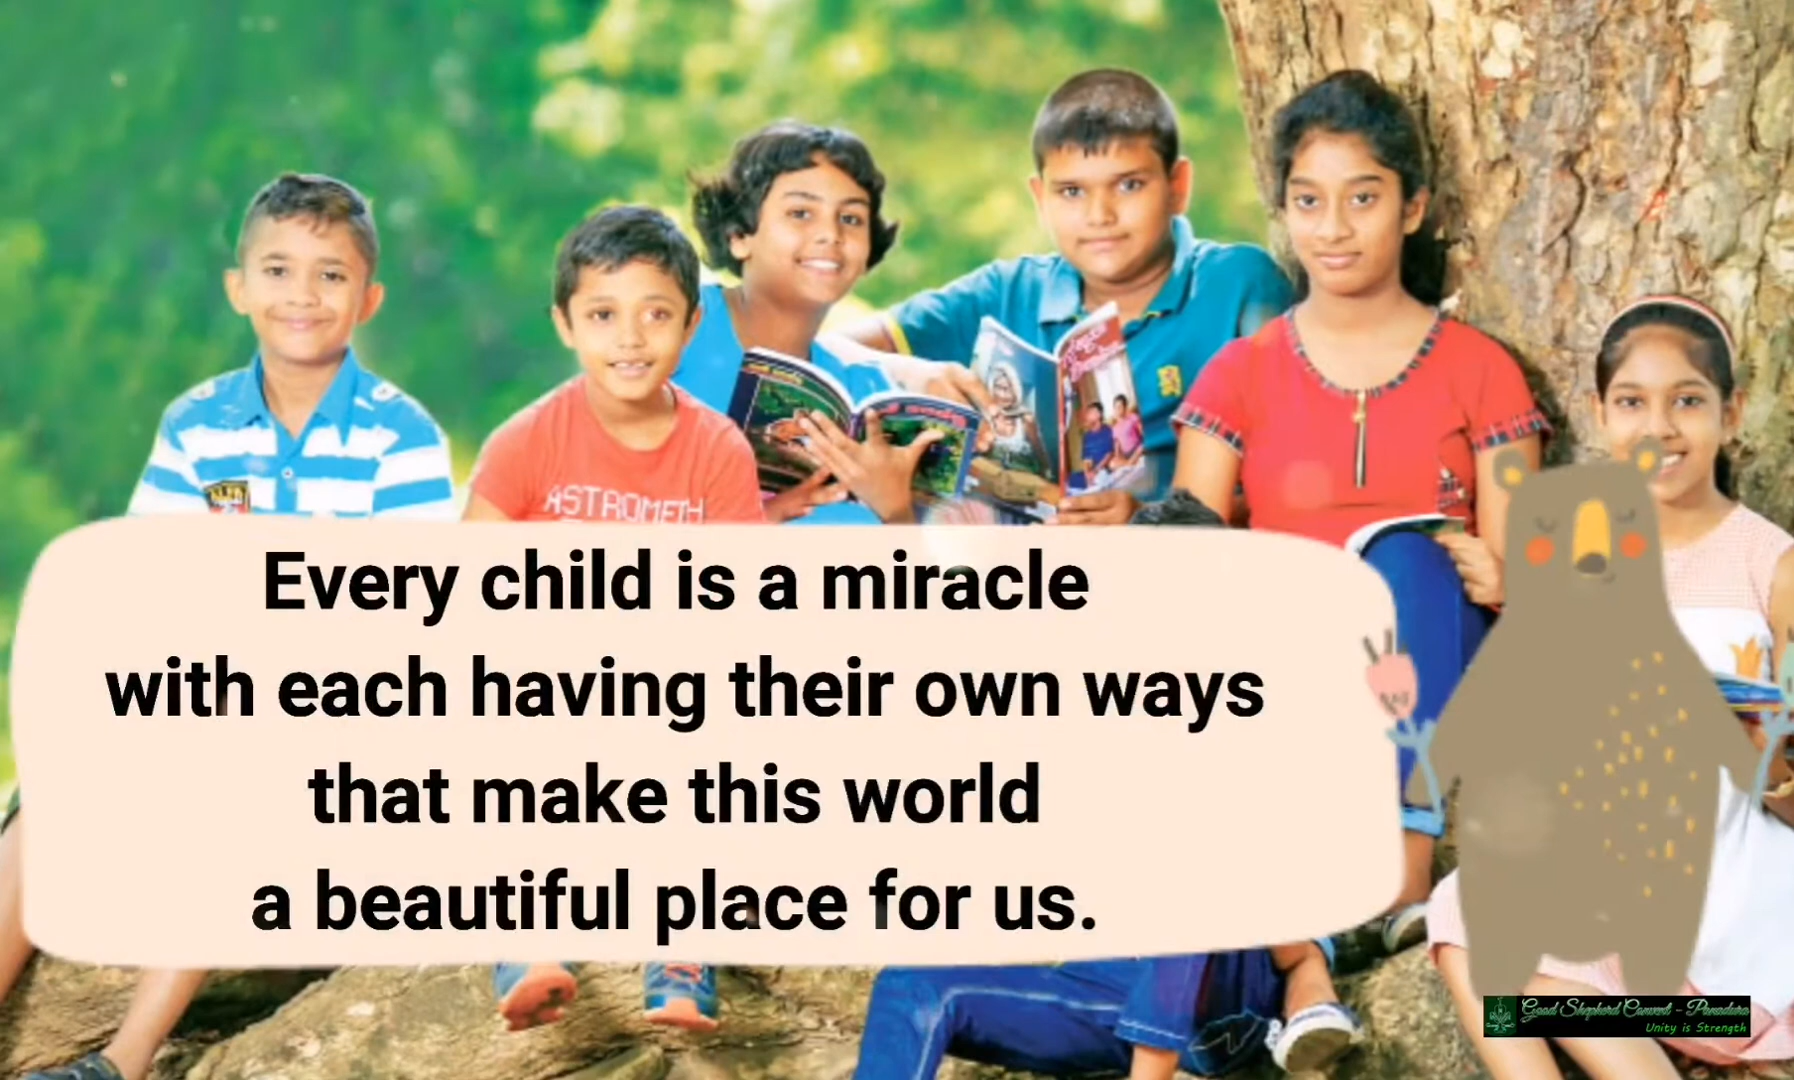 ASTROMETH
Every child is a miracle
with each having their own ways
that make this world
a beautiful place for us.
Good Shepherd Convent - Panadura
Unity is Strength